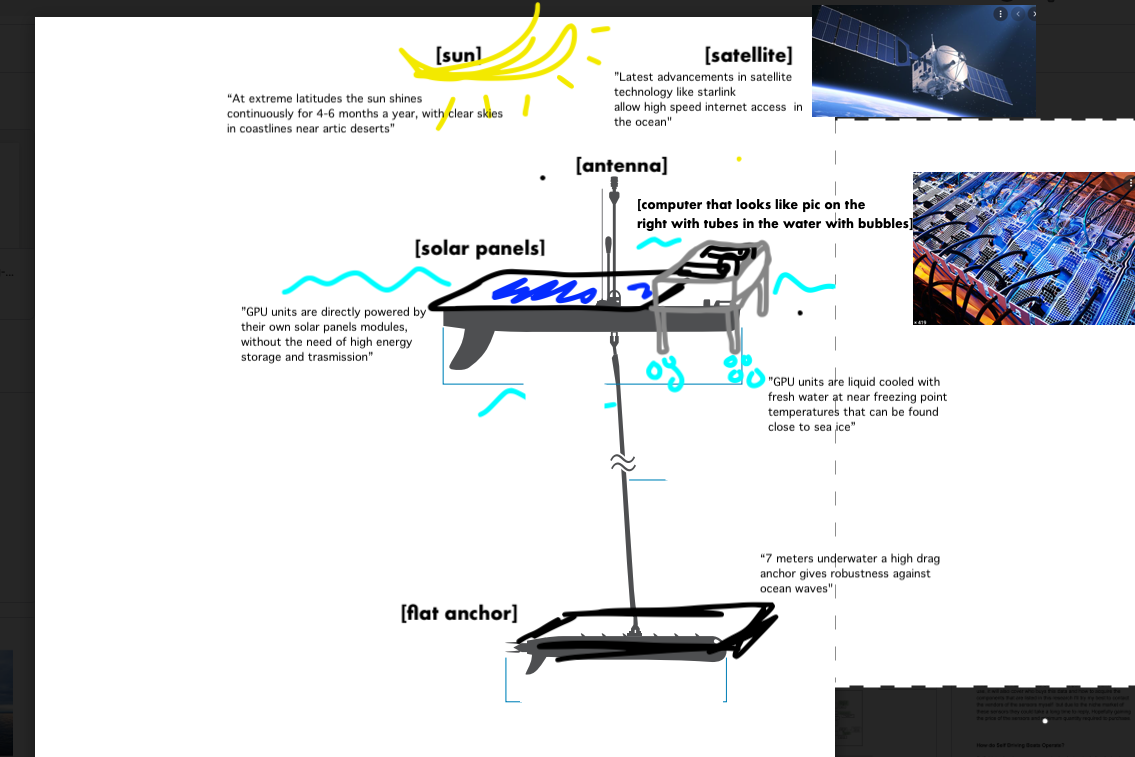 [sun]
[satellite]
"Latest advancements in satellite
technology like starlink
allow high speed internet access in
the ocean"
“At extreme latitudes the sun shines
continuously for 4-6 months a year, with clear skies
in coastlines near artic deserts”
[antenna]
[computer that looks like pic on the
right with tubes in the water with bubbles]
[solar panels]
"GPU units are directly powered by
their own solar panels modules,
without the need of high energy
storage and trasmission”
"GPU units are liquid cooled with
fresh water at near freezing point
temperatures that can be found
close to sea ice”
“7 meters underwater a high drag
anchor gives robustness against
ocean waves"
[flat anchor]
× 419
How do Self Driving Buoys Operate?